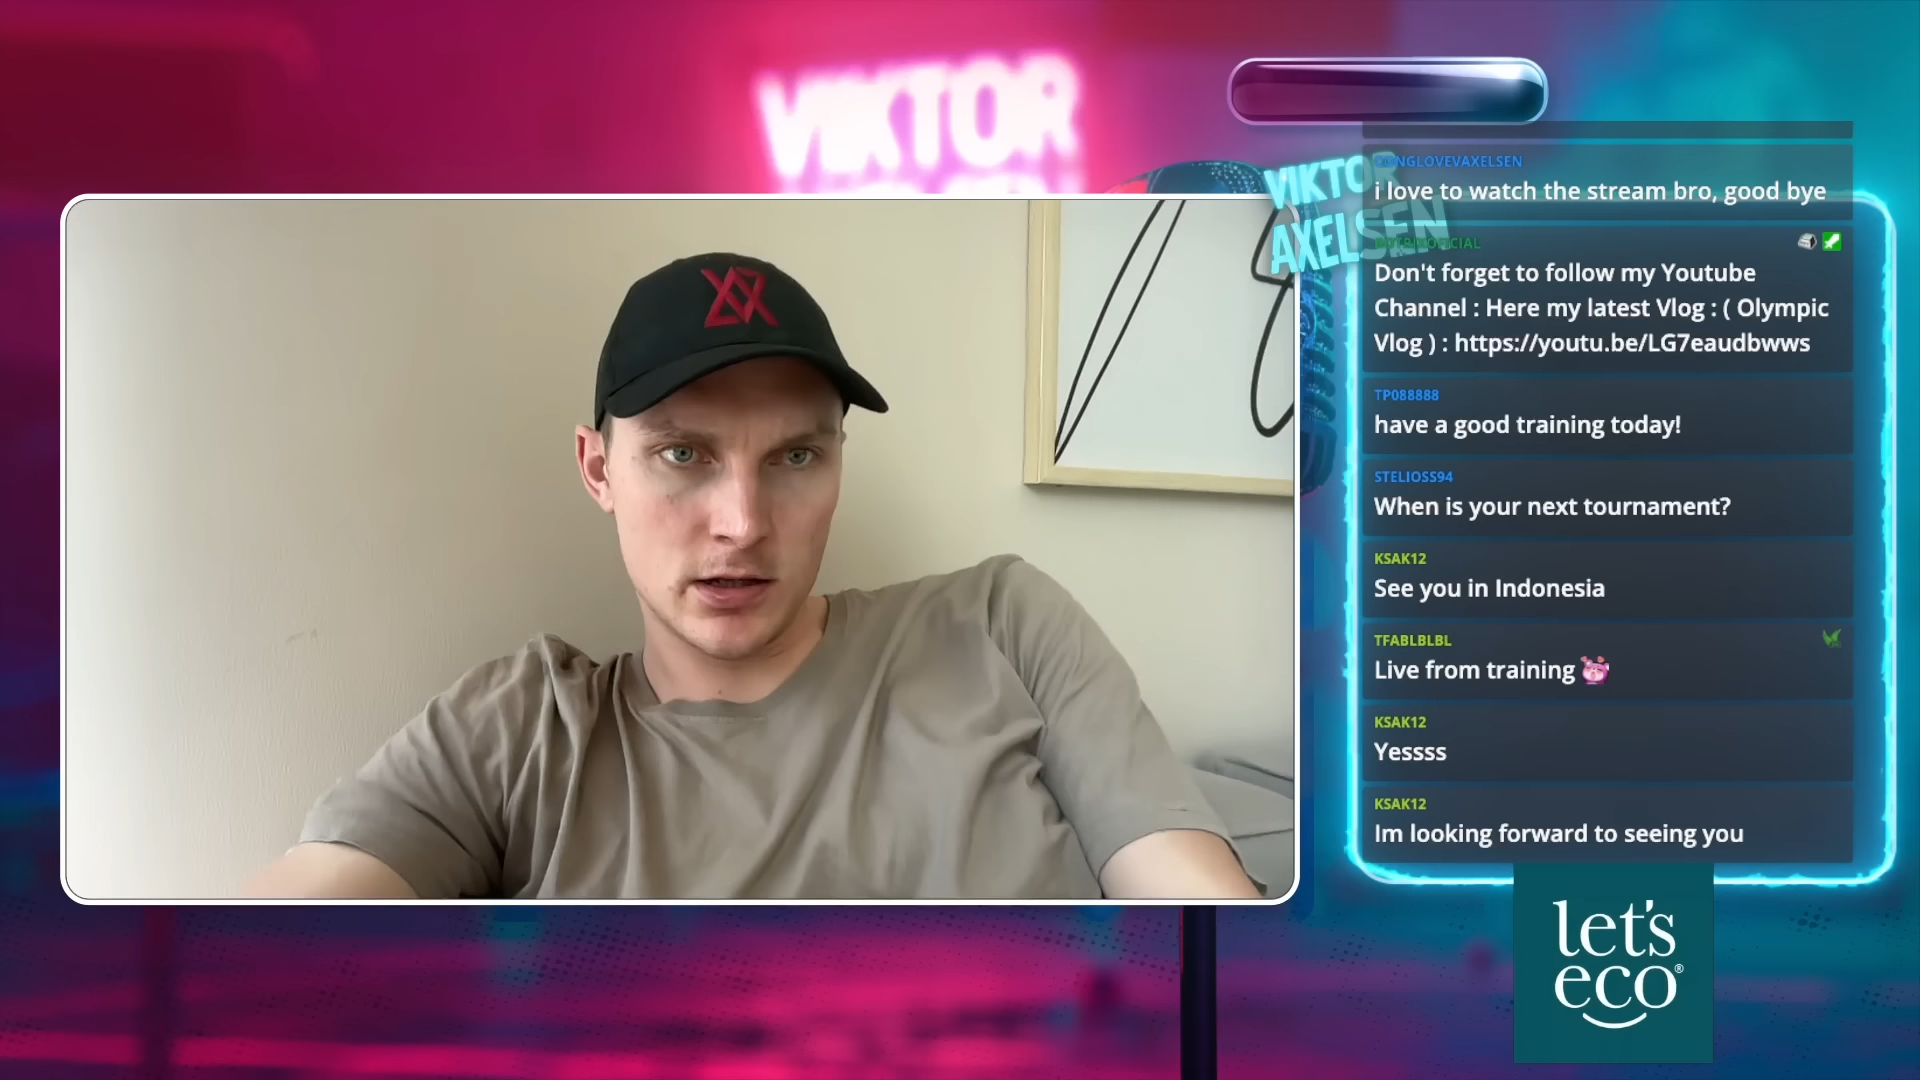 VIKTOR
VIKTOR
AXELSEN
i love to watch the stream bro, good bye
Don't forget to follow my Youtube
Channel : Here my latest Vlog : ( Olympic
Vlog ) : https://youtu.be/LG7eaudbwws
TP088888
have a good training today!
STELIOSS94
When is your next tournament?
KSAK12
See you in Indonesia
TFABLBLBL
Live from training
KSAK12
Yessss
KSAK12
Im looking forward to seeing you
let's
eco®